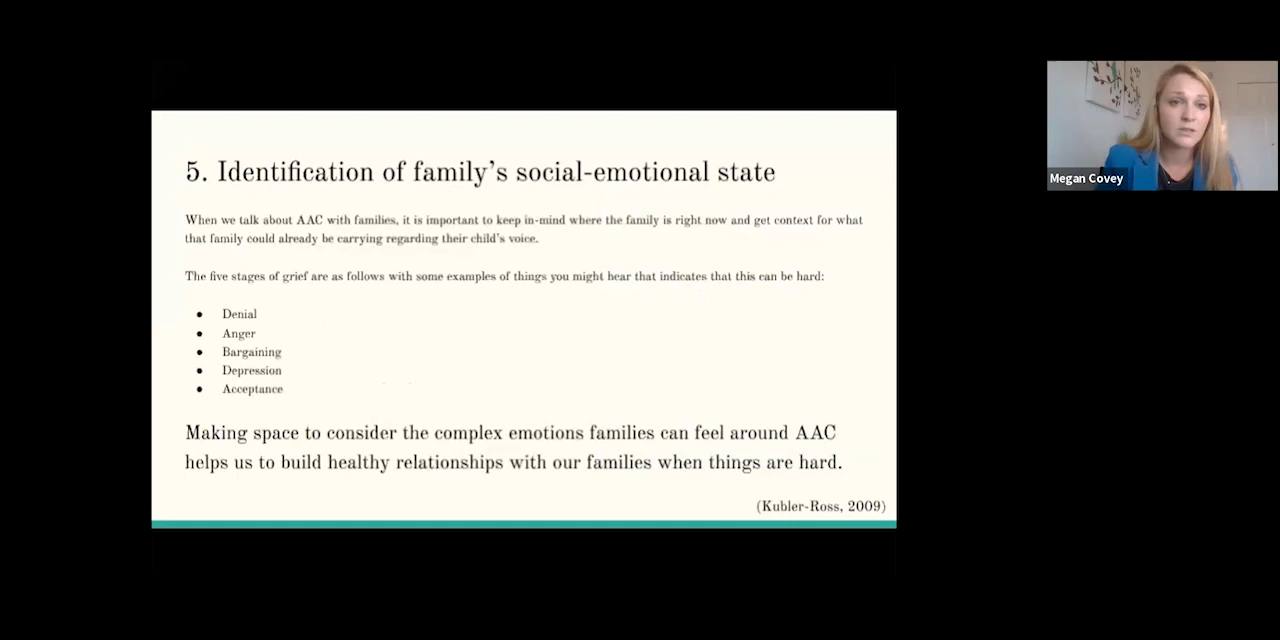 5. Identification of family's social-emotional state
When we talk about AAC with families, it is important to keep in-mind where the family is right now and get context for what
that family could already be carrying regarding their child's voice.
The five stages of grief are as follows with some examples of things you might hear that indicates that this can be hard:
● Denial
● Anger
● Bargaining
● Depression
● Acceptance
Making space to consider the complex emotions families can feel around AAC
helps us to build healthy relationships with our families when things are hard.
(Kubler-Ross, 2009)
Megan Covey